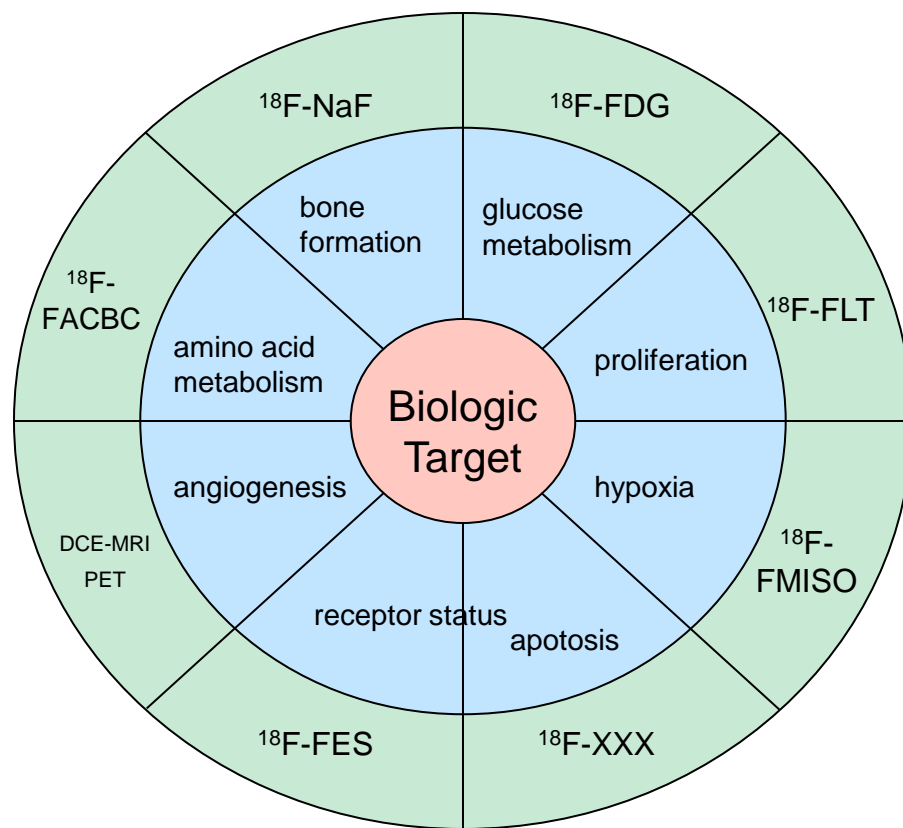 ¹⁸F-NaF
¹⁸F-FDG
bone
formation
glucose
metabolism
¹⁸F-
FACBC
¹⁸F-FLT
amino acid
metabolism
proliferation
Biologic
Target
angiogenesis
hypoxia
DCE-MRI
PET
¹⁸F-
FMISO
receptor status
apotosis
¹⁸F-FES
¹⁸F-XXX